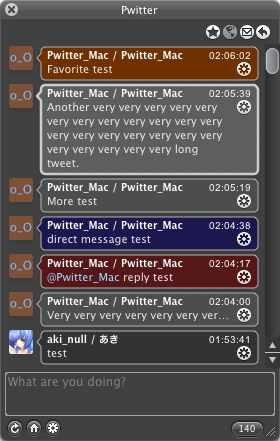 Pwitter
o_O
Pwitter_Mac / Pwitter_Mac 02:06:02
Favorite test
o_O
Pwitter_Mac / Pwitter_Mac 02:05:39
Another very very very very very
very very very very very very very
very very very very very very very
very very very very very very long
tweet.
o_O
Pwitter_Mac / Pwitter_Mac 02:05:19
More test
o_O
Pwitter_Mac / Pwitter_Mac 02:04:38
direct message test
o_O
Pwitter_Mac / Pwitter_Mac 02:04:17
@Pwitter_Mac reply test
o_O
Pwitter_Mac / Pwitter_Mac 02:04:00
Very very very very very very ver...
aki_null / あき 01:53:41
test
What are you doing?
140